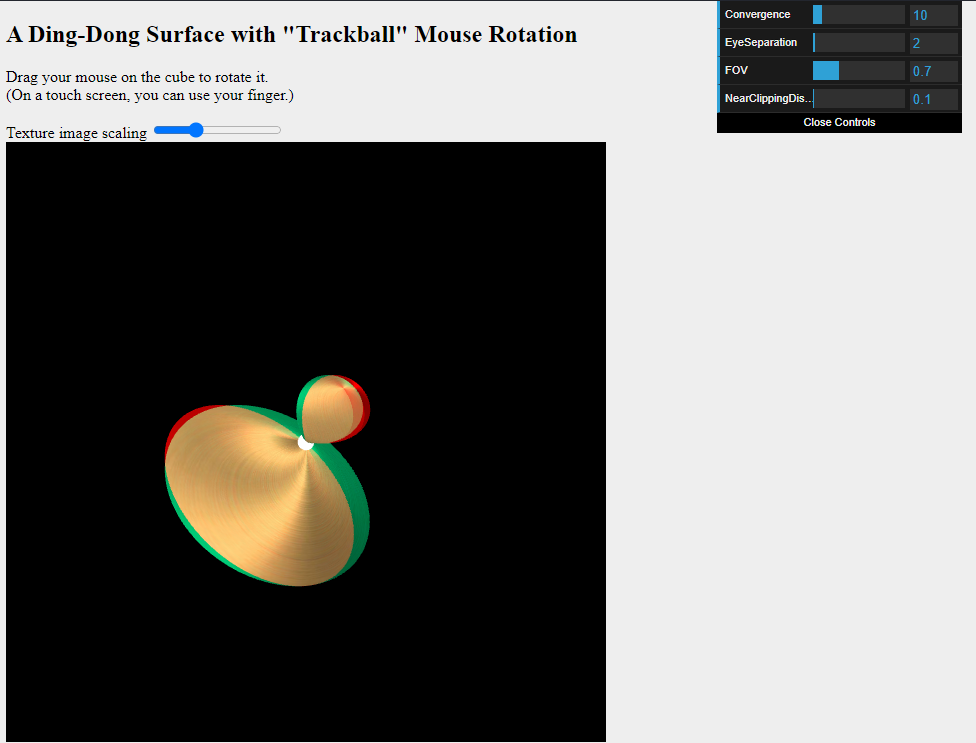 A Ding-Dong Surface with "Trackball" Mouse Rotation
Drag your mouse on the cube to rotate it.
(On a touch screen, you can use your finger.)
Texture image scaling
Convergence 10
EyeSeparation 2
FOV 0.7
NearClippingDis... 0.1
Close Controls